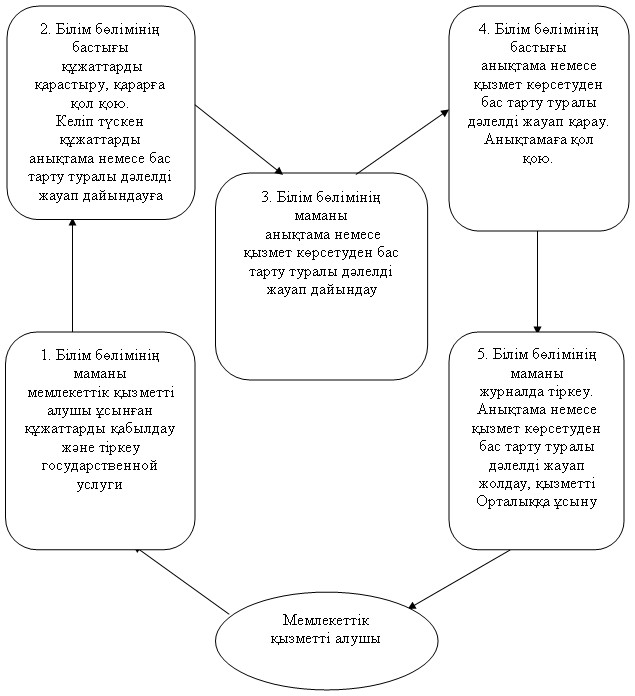 2. Білім бөлімінің
бастығы
құжаттарды
қарастыру, қарарға
қол қою.
Келіп түскен
құжаттарды
анықтама немесе бас
тарту туралы дәлелді
жауап дайындауға
4. Білім бөлімінің
бастығы
анықтама немесе
қызмет көрсетуден
бас тарту туралы
дәлелді жауап қарау.
Анықтамаға қол
қою.
3. Білім бөлімінің
маманы
анықтама немесе
қызмет көрсетуден бас
тарту туралы дәлелді
жауап дайындау
1. Білім бөлімінің
маманы
мемлекеттік қызметті
алушы ұсынған
құжаттарды қабылдау
және тіркеу
государственной
услуги
5. Білім бөлімінің
маманы
журналда тіркеу.
Анықтама немесе
қызмет көрсетуден
бас тарту туралы
дәлелді жауап
жолдау, қызметті
Орталыққа ұсыну
Мемлекеттік
қызметті алушы